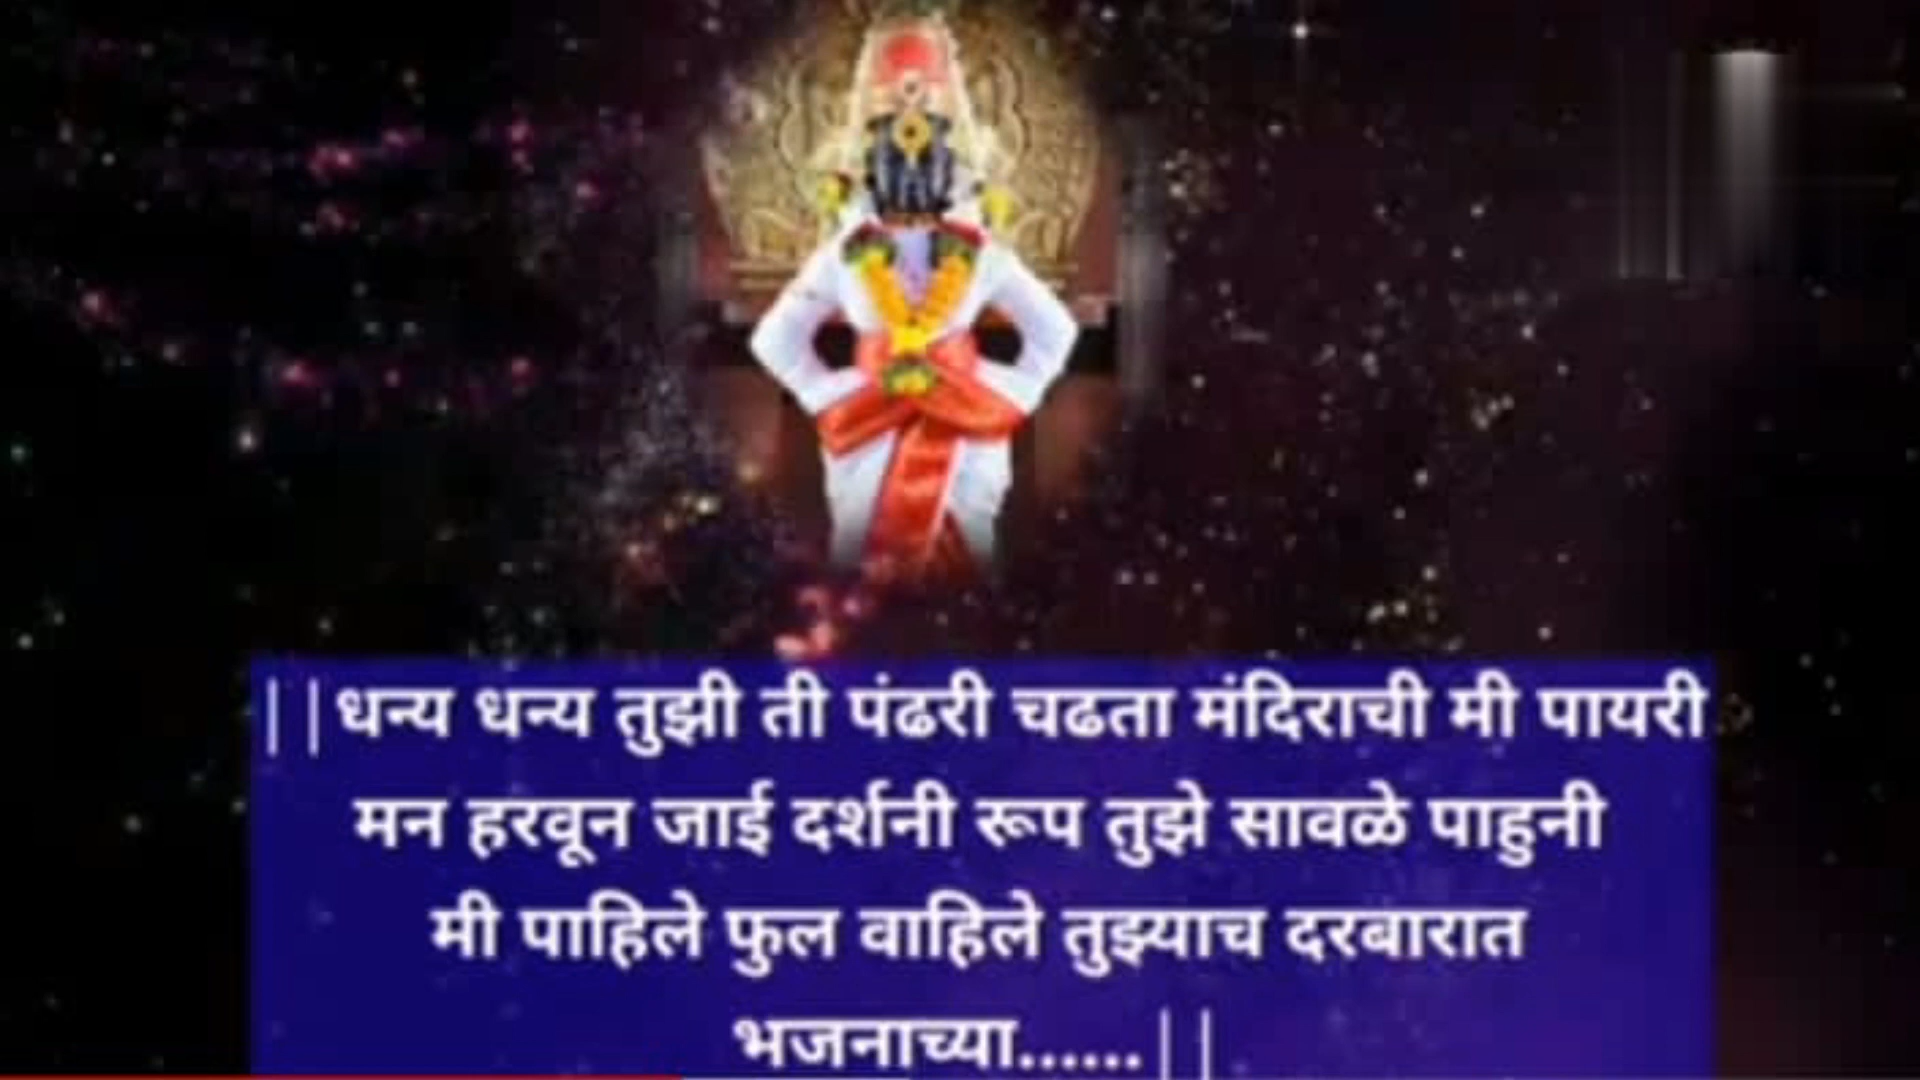 ||धन्य धन्य तुझी ती पंढरी चढता मंदिराची मी पायरी
मन हरवून जाई दर्शनी रूप तुझे सावळे पाहुनी
मी पाहिले फुल वाहिले तुझ्याच दरबारात
भजनाच्या......||